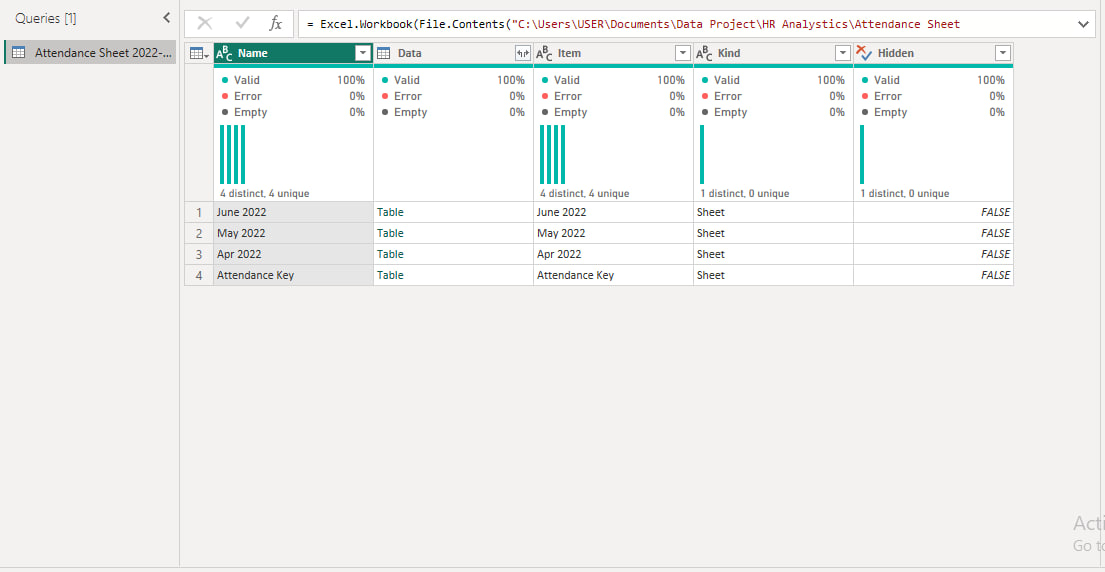 Queries [1]
Attendance Sheet 2022-...
fx = Excel.Workbook(File.Contents("C:\Users\USER\Documents\Data Project\HR Analystics\Attendance Sheet
ABC Name Data ABC Item ABC Kind Hidden
Valid 100% Valid 100% Valid 100% Valid 100% Valid 100%
Error 0% Error 0% Error 0% Error 0% Error 0%
Empty 0% Empty 0% Empty 0% Empty 0% Empty 0%
4 distinct, 4 unique 4 distinct, 4 unique 1 distinct, 0 unique 1 distinct, 0 unique
1 June 2022 Table June 2022 Sheet FALSE
2 May 2022 Table May 2022 Sheet FALSE
3 Apr 2022 Table Apr 2022 Sheet FALSE
4 Attendance Key Table Attendance Key Sheet FALSE
Acti
Go to